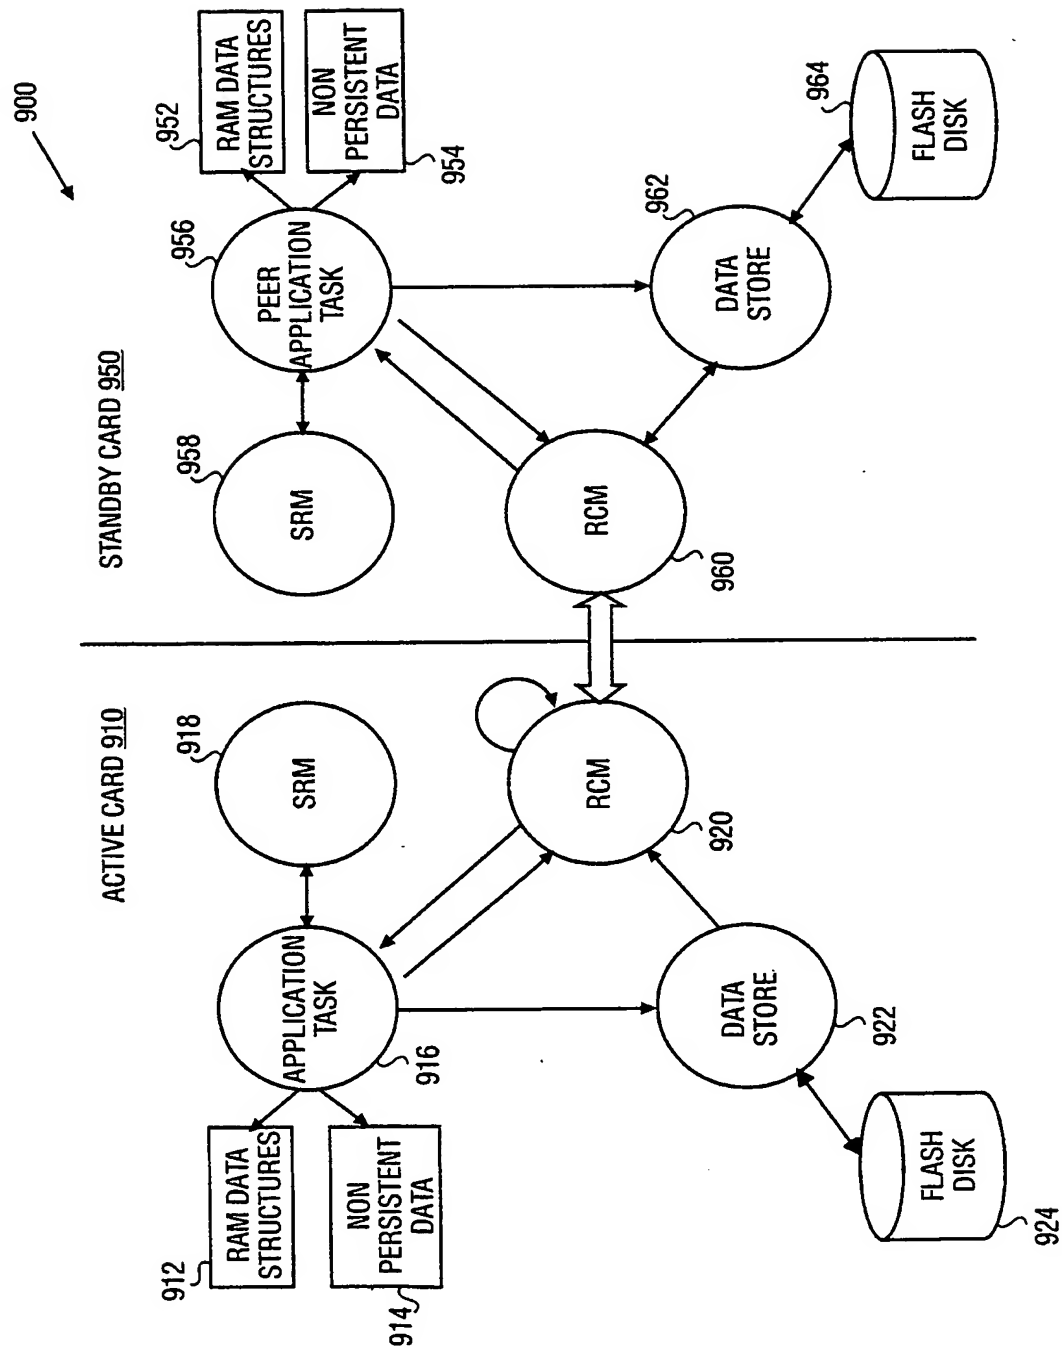 900
ACTIVE CARD 910
STANDBY CARD 950
912
RAM DATA
STRUCTURES
914
NON
PERSISTENT
DATA
APPLICATION
TASK
916
918
SRM
RCM
920
DATA
STORE
922
FLASH
DISK
924
958
SRM
956
PEER
APPLICATION
TASK
952
RAM DATA
STRUCTURES
NON
PERSISTENT
DATA
954
RCM
960
962
DATA
STORE
964
FLASH
DISK